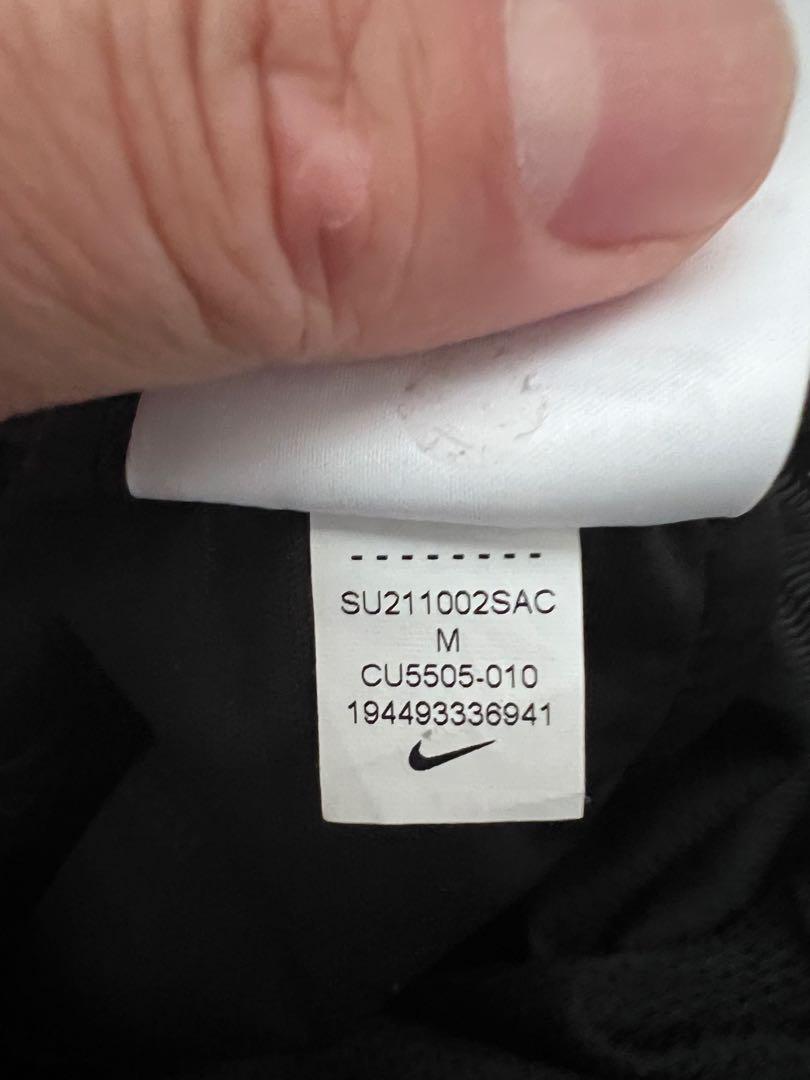 --------
SU211002SAC
M
CU5505-010
194493336941